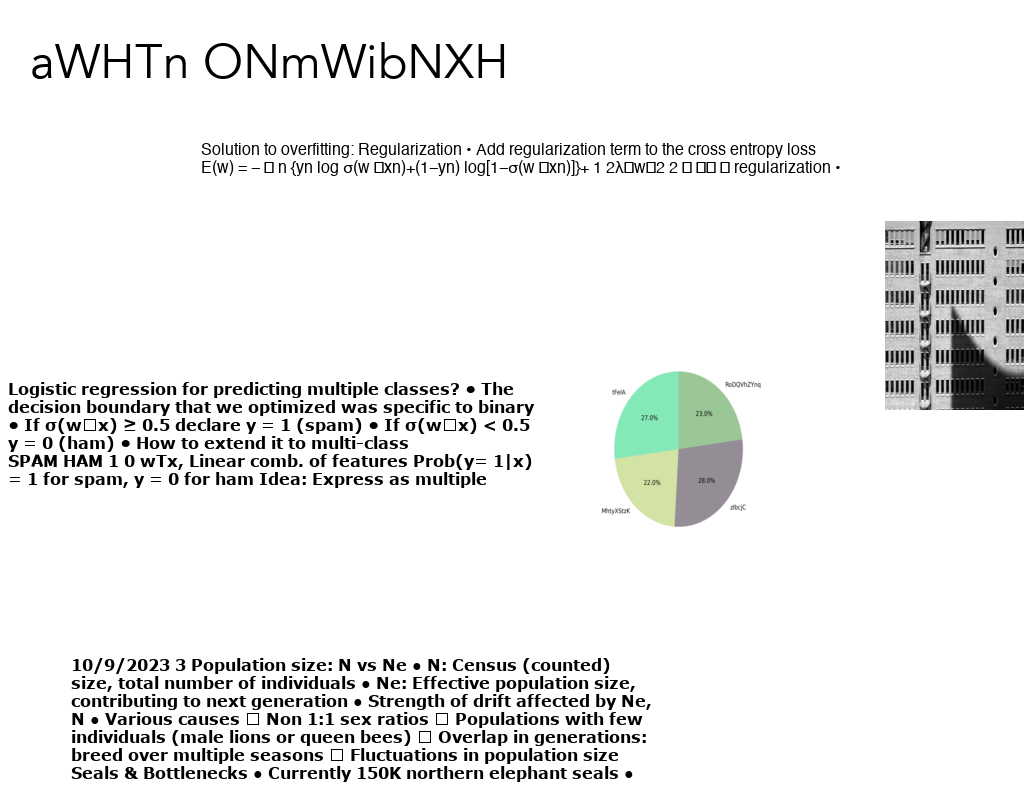 aWHTn ONmWibNXH
Solution to overfitting: Regularization • Add regularization term to the cross entropy loss
E(w) = – □ n {yn log σ(w □xn)+(1–yn) log[1–σ(w □xn)]}+ 1 2λ□w□2 2 □ □□ □ regularization •
Logistic regression for predicting multiple classes? ● The
decision boundary that we optimized was specific to binary
● If σ(w□x) ≥ 0.5 declare y = 1 (spam) ● If σ(w□x) < 0.5
y = 0 (ham) ● How to extend it to multi-class
SPAM HAM 1 0 wTx, Linear comb. of features Prob(y= 1|x)
= 1 for spam, y = 0 for ham Idea: Express as multiple
tFeIA
RoDQVhZYnq
27.0%
23.0%
22.0%
28.0%
MhtyXStzK
zlbcjC
10/9/2023 3 Population size: N vs Ne ● N: Census (counted)
size, total number of individuals ● Ne: Effective population size,
contributing to next generation ● Strength of drift affected by Ne,
N ● Various causes □ Non 1:1 sex ratios □ Populations with few
individuals (male lions or queen bees) □ Overlap in generations:
breed over multiple seasons □ Fluctuations in population size
Seals & Bottlenecks ● Currently 150K northern elephant seals ●